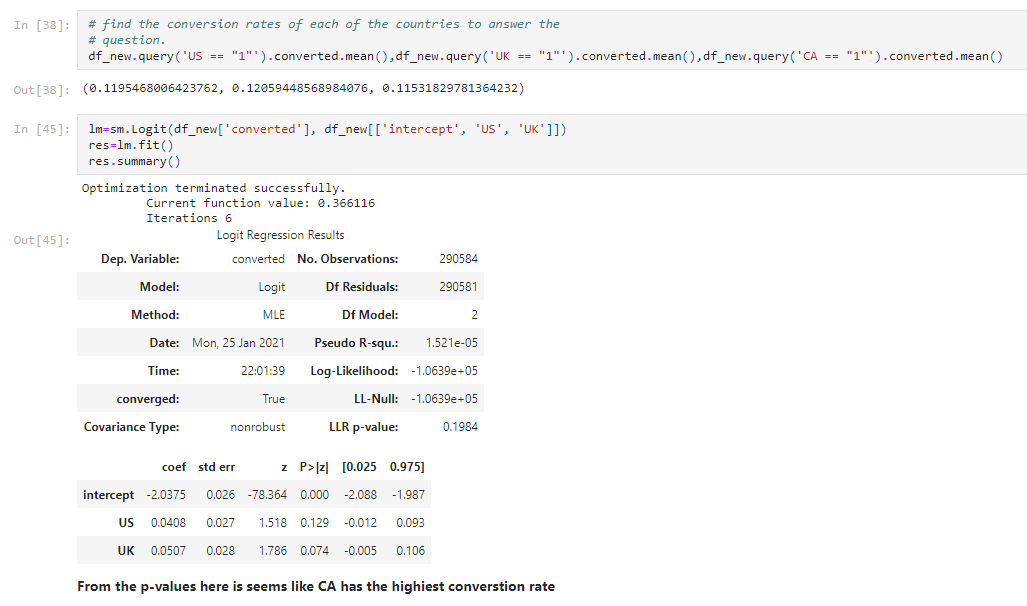 In [38]: # find the conversion rates of each of the countries to answer the
# question.
df_new.query('US == "1"').converted.mean(),df_new.query('UK == "1"').converted.mean(),df_new.query('CA == "1"').converted.mean()
Out[38]: (0.1195468006423762, 0.12059448568984076, 0.11531829781364232)
In [45]: lm=sm.Logit(df_new['converted'], df_new[['intercept', 'US', 'UK']])
res=lm.fit()
res.summary()
Optimization terminated successfully.
Current function value: 0.366116
Iterations 6
Out[45]: Logit Regression Results
Dep. Variable: converted No. Observations: 290584
Model: Logit Df Residuals: 290581
Method: MLE Df Model: 2
Date: Mon, 25 Jan 2021 Pseudo R-squ.: 1.521e-05
Time: 22:01:39 Log-Likelihood: -1.0639e+05
converged: True LL-Null: -1.0639e+05
Covariance Type: nonrobust LLR p-value: 0.1984
coef std err z P>|z| [0.025 0.975]
intercept -2.0375 0.026 -78.364 0.000 -2.088 -1.987
US 0.0408 0.027 1.518 0.129 -0.012 0.093
UK 0.0507 0.028 1.786 0.074 -0.005 0.106
From the p-values here is seems like CA has the highest converstion rate